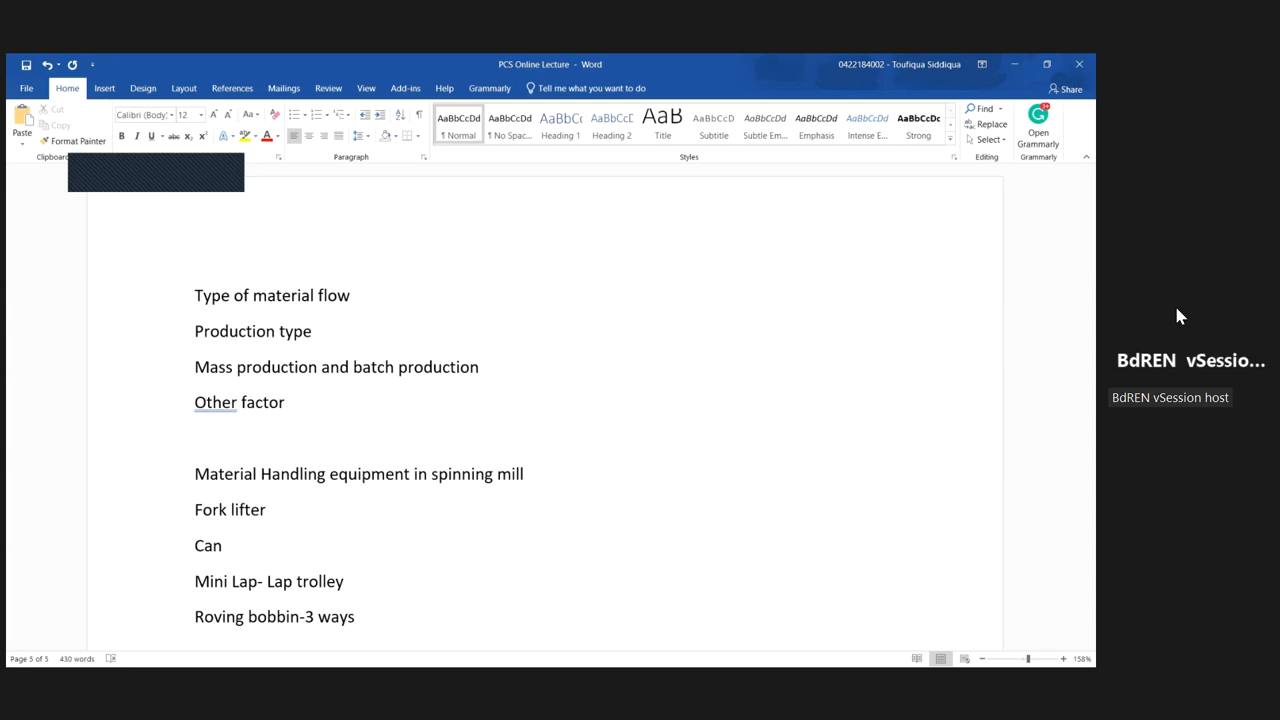 PCS Online Lecture - Word
0422184002 - Toufiqua Siddiqua
File Home Insert Design Layout References Mailings Review View Add-ins Help Grammarly Tell me what you want to do
Share
Paste
Cut
Copy
Format Painter
Calibri (Body) 12
AaBbCcDd AaBbCcDd AaBbCc AaBbCcD AaB AaBbCcD AaBbCcDd AaBbCcDd AaBbCcDd AaBbCcDc
¶ Normal ¶ No Spac... Heading 1 Heading 2 Title Subtitle Subtle Em... Emphasis Intense E... Strong
Find
Replace
Select
Open
Grammarly
Clipboard Paragraph Styles Editing Grammarly
Type of material flow
Production type
Mass production and batch production
Other factor
Material Handling equipment in spinning mill
Fork lifter
Can
Mini Lap- Lap trolley
Roving bobbin-3 ways
Page 5 of 5 430 words
158%
BdREN vSessio...
BdREN vSession host